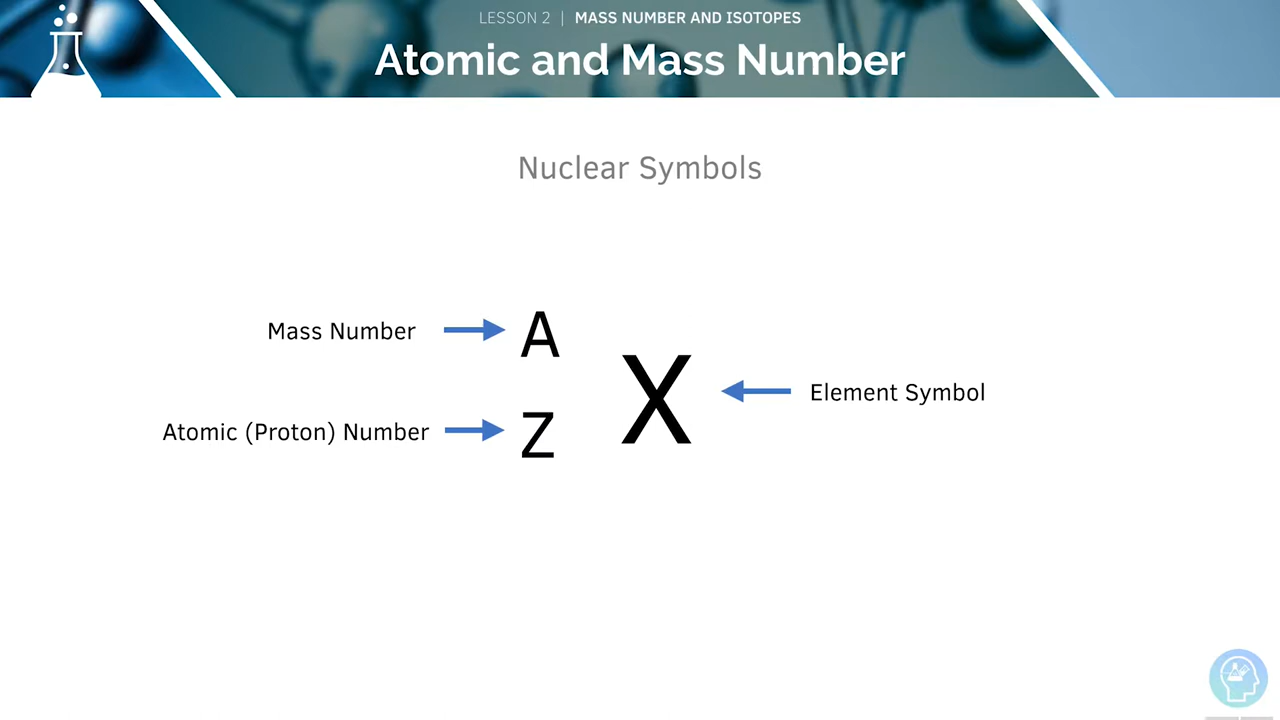 LESSON 2 | MASS NUMBER AND ISOTOPES
Atomic and Mass Number
Nuclear Symbols
Mass Number
A
Atomic (Proton) Number
Z
X
Element Symbol